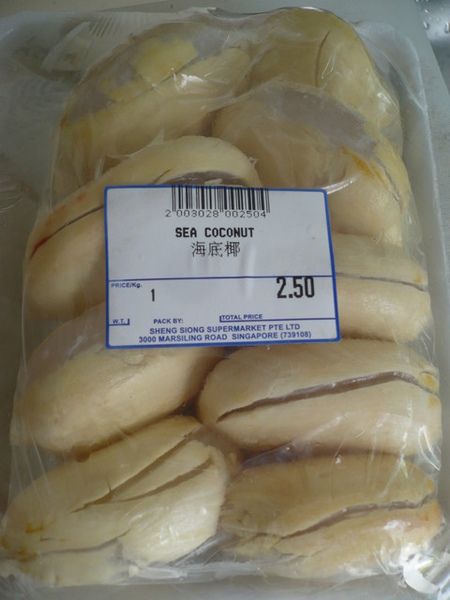 2 003028 002504
SEA COCONUT
海底椰
PRICE/Kg.
1
2.50
W.T. PACK BY: TOTAL PRICE
SHENG SIONG SUPERMARKET PTE LTD
3000 MARSILING ROAD SINGAPORE (739108)